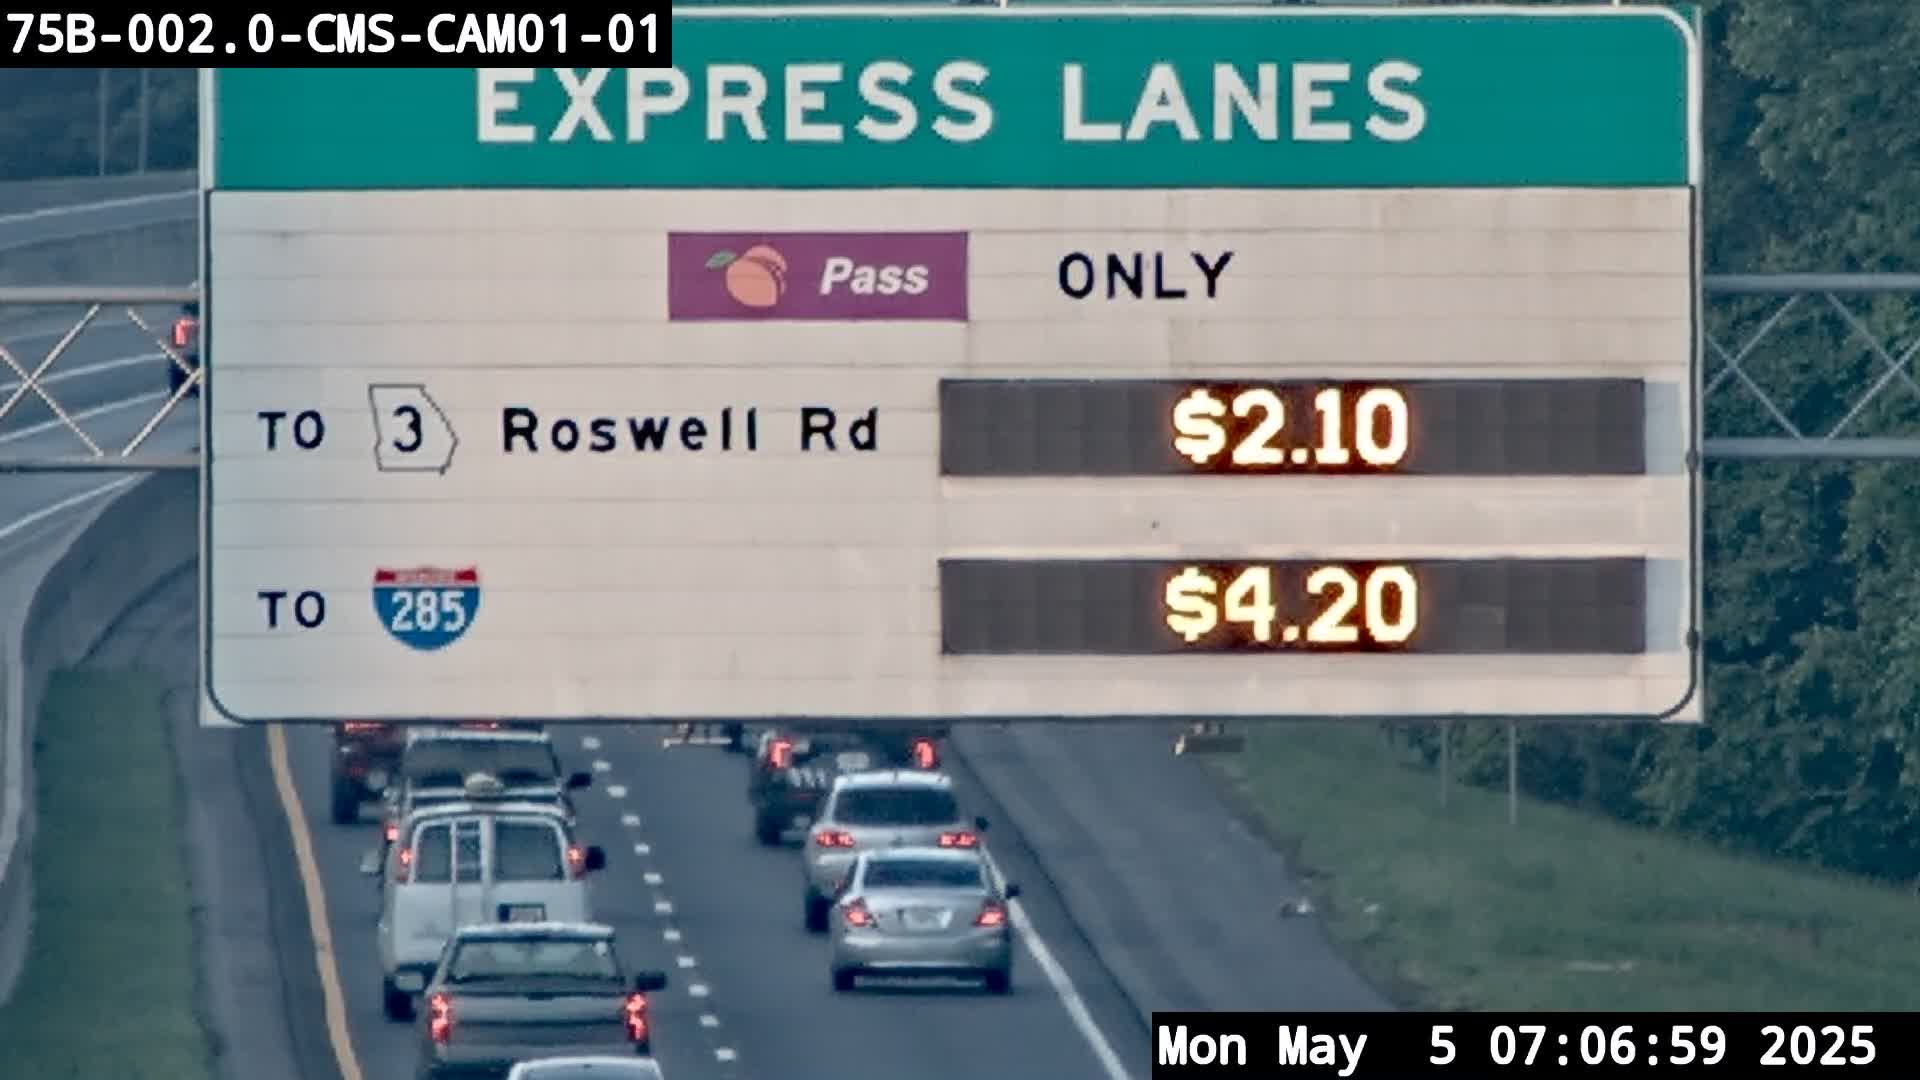 75B-002.0-CMS-CAM01-01
EXPRESS LANES
Pass ONLY
TO 3 Roswell Rd $2.10
TO 285 $4.20
Mon May 5 07:06:59 2025